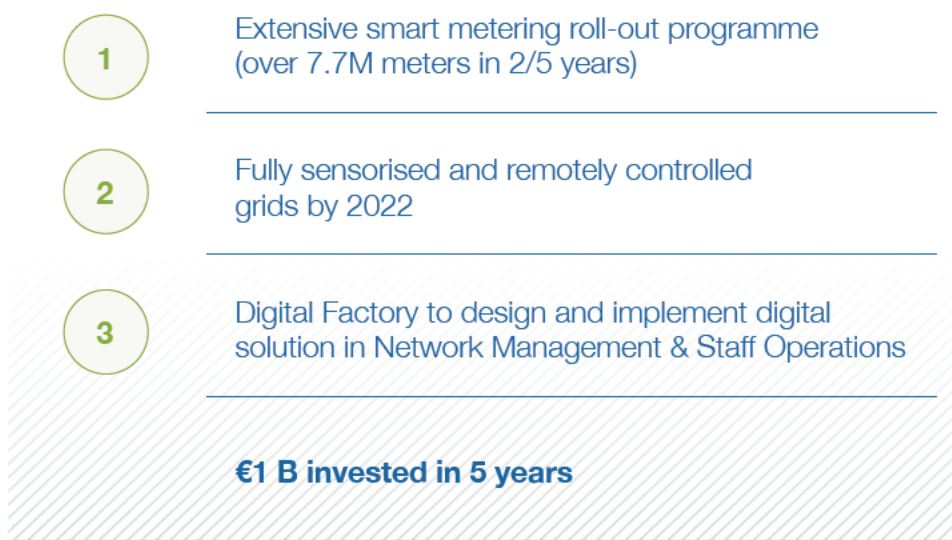 1
Extensive smart metering roll-out programme
(over 7.7M meters in 2/5 years)
2
Fully sensorised and remotely controlled
grids by 2022
3
Digital Factory to design and implement digital
solution in Network Management & Staff Operations
€1 B invested in 5 years